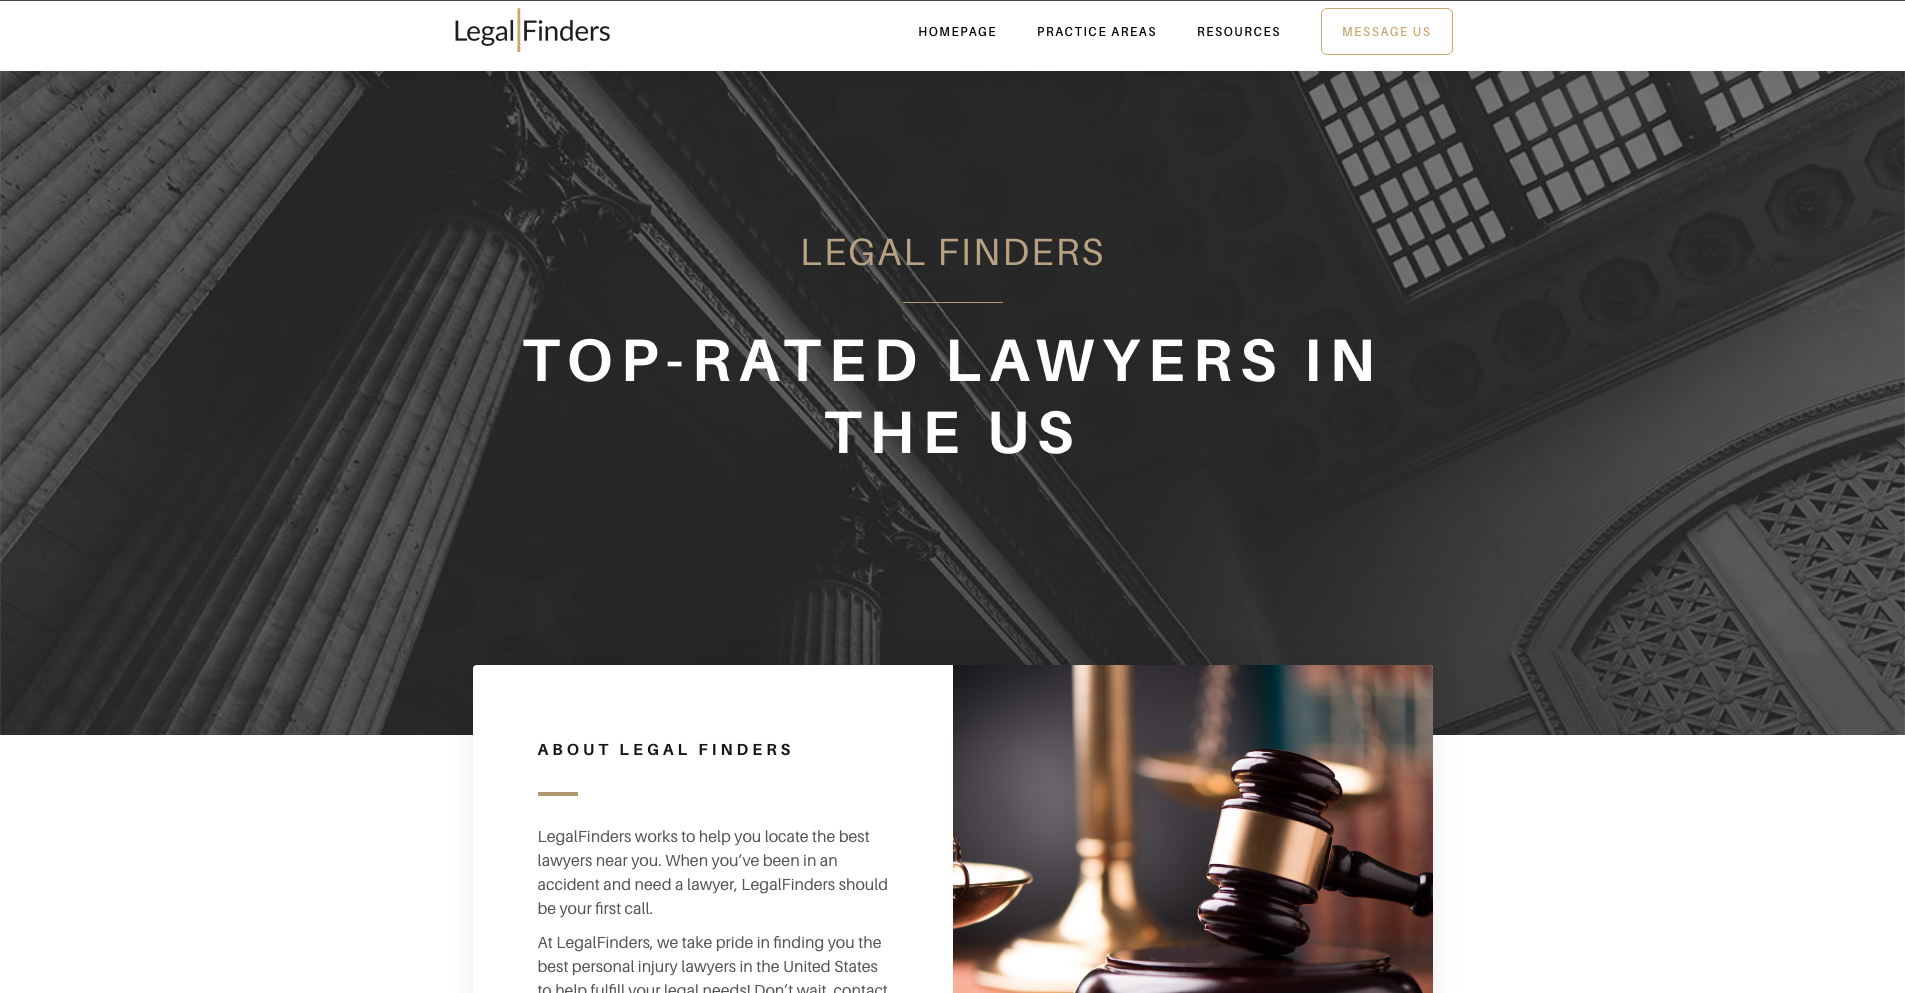 Legal Finders
HOMEPAGE
PRACTICE AREAS
RESOURCES
MESSAGE US
LEGAL FINDERS
TOP-RATED LAWYERS IN
THE US
ABOUT LEGAL FINDERS
LegalFinders works to help you locate the best
lawyers near you. When you’ve been in an
accident and need a lawyer, LegalFinders should
be your first call.
At LegalFinders, we take pride in finding you the
best personal injury lawyers in the United States
to help fulfill your legal needs! Don’t wait, contact